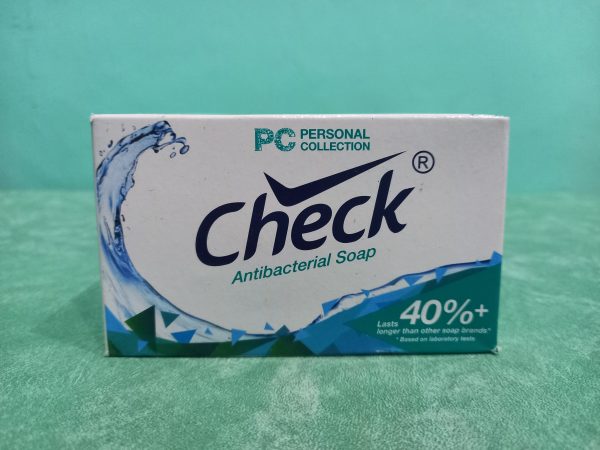 PC PERSONAL
COLLECTION
Check®
Antibacterial Soap
Lasts 40%+
longer than other soap brands*
* Based on laboratory tests